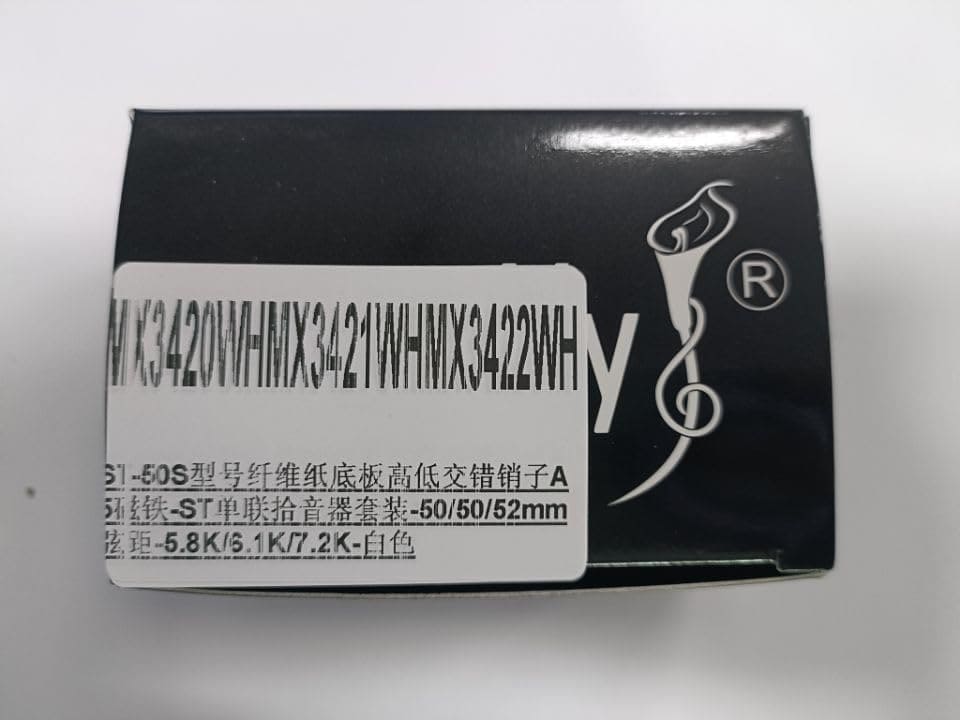 MX3420WHMX3421WHMX3422WH
y ®
ST-50S型号纤维纸底板高低交错销子A
5磁铁-ST单联拾音器套装-50/50/52mm
弦距-5.8K/6.1K/7.2K-白色